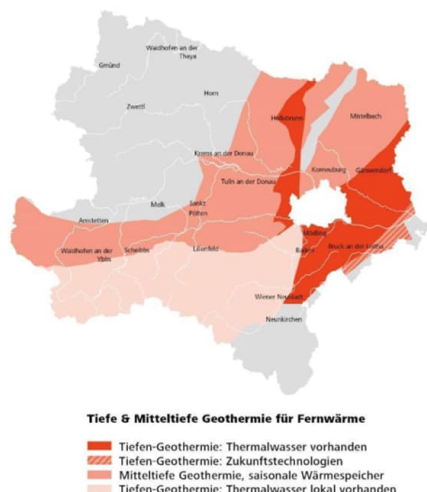 Waidhofen an der
Thaya
Gmünd
Zwettl
Horn
Hollabrunn
Mistelbach
Krems an der Donau
Korneuburg
Gänserndorf
Tulln an der Donau
Melk
Sankt
Pölten
Amstetten
Mödling
Waidhofen an der
Ybbs
Scheibbs
Lilienfeld
Baden
Bruck an der Leitha
Wiener Neustadt
Neunkirchen
Tiefe & Mitteltiefe Geothermie für Fernwärme
Tiefen-Geothermie: Thermalwasser vorhanden
Tiefen-Geothermie: Zukunftstechnologien
Mitteltiefe Geothermie, saisonale Wärmespeicher
Tiefen-Geothermie: Thermalwasser lokal vorhanden